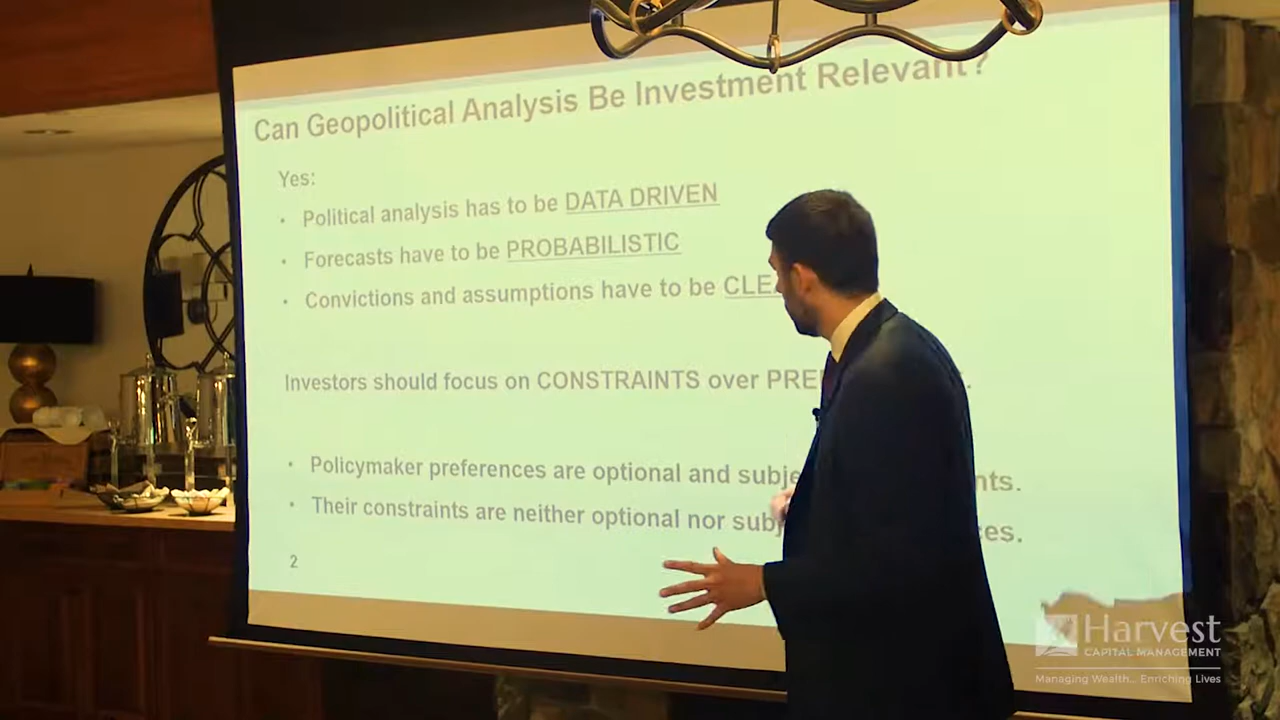 Can Geopolitical Analysis Be Investment Relevant?
Yes:
• Political analysis has to be DATA DRIVEN
• Forecasts have to be PROBABILISTIC
• Convictions and assumptions have to be
Investors should focus on CONSTRAINTS over
• Policymaker preferences are optional and
• Their constraints are neither optional nor
2
Harvest
CAPITAL MANAGEMENT
Managing Wealth... Enriching Lives